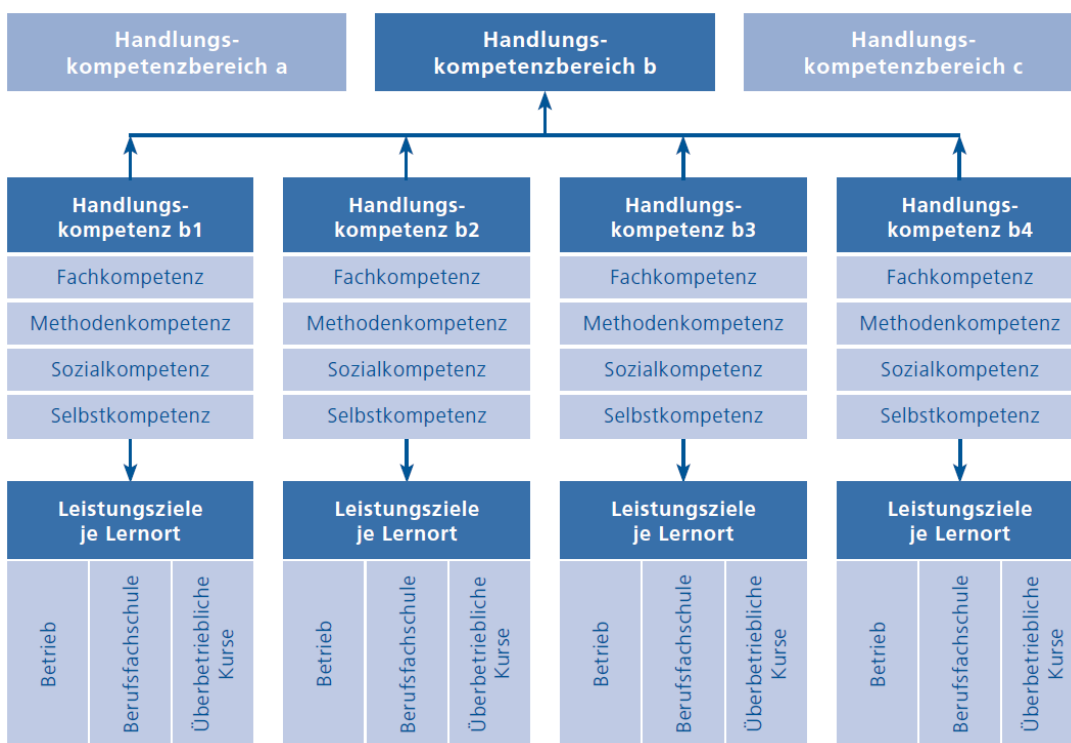 Handlungs-
kompetenzbereich a
Handlungs-
kompetenzbereich b
Handlungs-
kompetenzbereich c
Handlungs-
kompetenz b1
Fachkompetenz
Methodenkompetenz
Sozialkompetenz
Selbstkompetenz
Leistungsziele
je Lernort
Betrieb
Berufsfachschule
Überbetriebliche
Kurse
Handlungs-
kompetenz b2
Fachkompetenz
Methodenkompetenz
Sozialkompetenz
Selbstkompetenz
Leistungsziele
je Lernort
Betrieb
Berufsfachschule
Überbetriebliche
Kurse
Handlungs-
kompetenz b3
Fachkompetenz
Methodenkompetenz
Sozialkompetenz
Selbstkompetenz
Leistungsziele
je Lernort
Betrieb
Berufsfachschule
Überbetriebliche
Kurse
Handlungs-
kompetenz b4
Fachkompetenz
Methodenkompetenz
Sozialkompetenz
Selbstkompetenz
Leistungsziele
je Lernort
Betrieb
Berufsfachschule
Überbetriebliche
Kurse